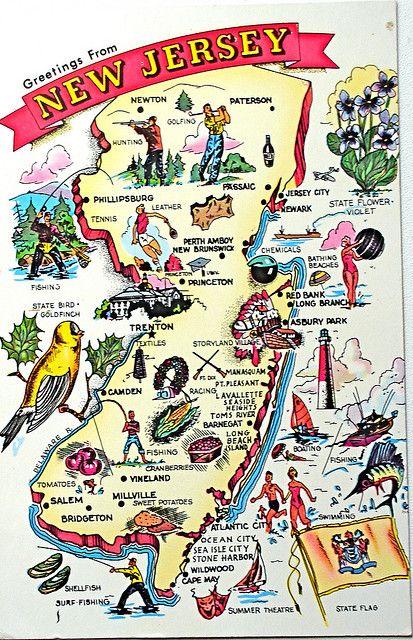 Greetings From
NEW JERSEY
NEWTON
PATERSON
GOLFING
HUNTING
PASSAIC
JERSEY CITY
NEWARK
STATE FLOWER-
VIOLET
PHILLIPSBURG
LEATHER
TENNIS
PERTH AMBOY
NEW BRUNSWICK
CHEMICALS
BATHING
BEACHES
PRINCETON
UNIV.
PRINCETON
FISHING
STATE BIRD -
GOLDFINCH
RED BANK
LONG BRANCH
ASBURY PARK
TRENTON
TEXTILES
STORYLAND VILLAGE
FT. DIX
MANASQUAM
PT. PLEASANT
RACING
LAVALLETTE
SEASIDE
HEIGHTS
TOMS RIVER
BARNEGAT
LONG
BEACH
ISLAND
CAMDEN
BOATING
FISHING
FISHING
CRANBERRIES
DELAWARE R.
TOMATOES
VINELAND
SALEM
MILLVILLE
SWEET POTATOES
BRIDGETON
SWIMMING
ATLANTIC CITY
OCEAN CITY
SEA ISLE CITY
STONE HARBOR
WILDWOOD
CAPE MAY
SHELLFISH
SURF-FISHING
SUMMER THEATRE
STATE FLAG